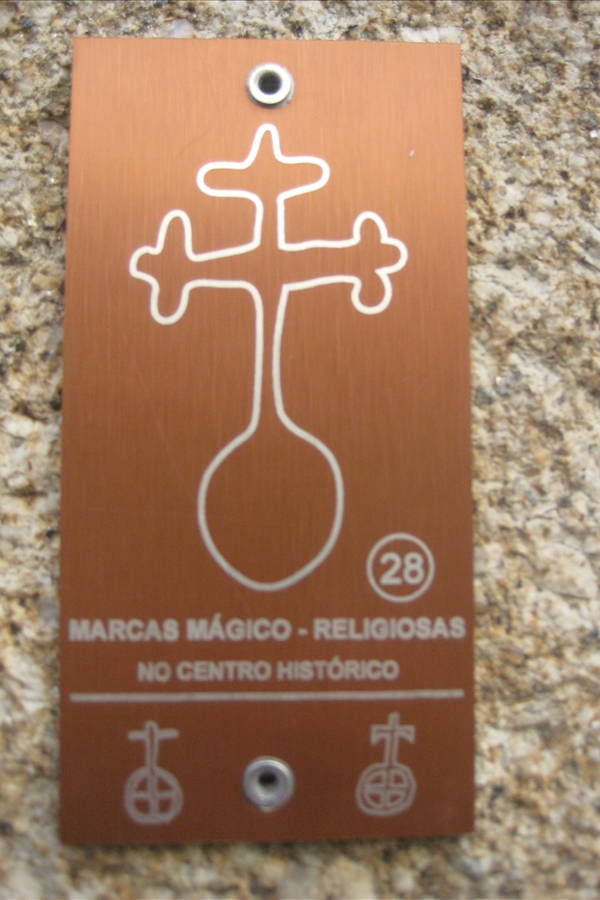 28
MARCAS MÁGICO - RELIGIOSAS
NO CENTRO HISTÓRICO